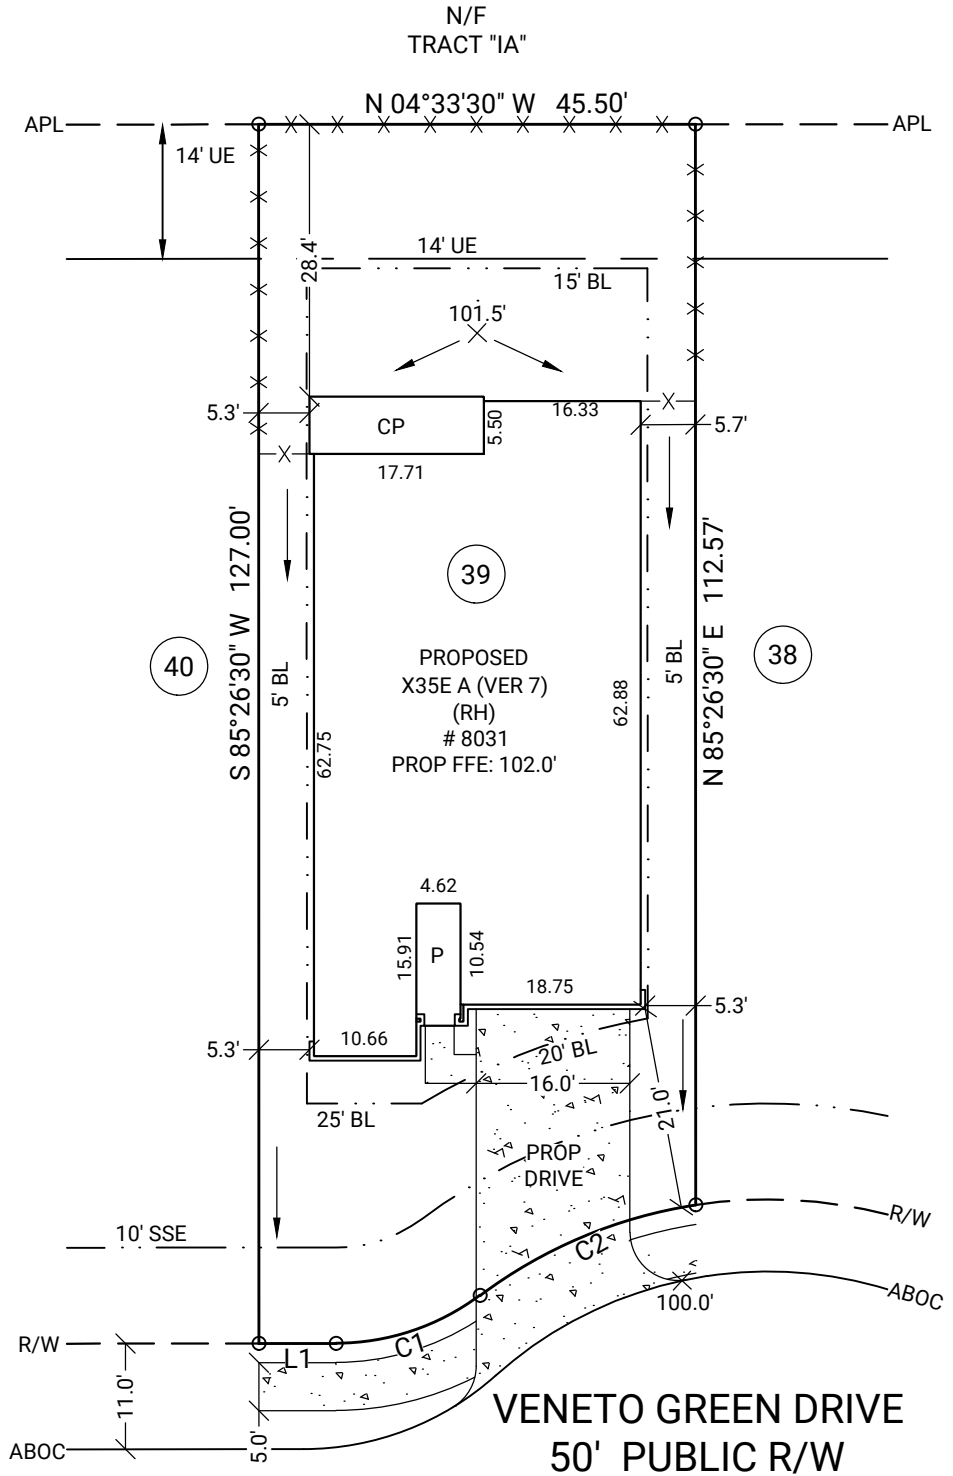 N/F
TRACT "IA"
N 04°33'30" W 45.50'
APL
APL
14' UE
14' UE
28.4'
15' BL
101.5'
5.3'
CP
5.50
16.33
5.7'
17.71
S 85°26'30" W 127.00'
N 85°26'30" E 112.57'
39
40
38
5' BL
5' BL
PROPOSED
X35E A (VER 7)
(RH)
# 8031
PROP FFE: 102.0'
62.75
62.88
4.62
15.91
P
10.54
18.75
5.3'
10.66
5.3'
20' BL
16.0'
25' BL
21.0'
PROP
DRIVE
10' SSE
R/W
C2
100.0'
ABOC
R/W
L1
C1
11.0'
5.0'
ABOC
VENETO GREEN DRIVE
50' PUBLIC R/W